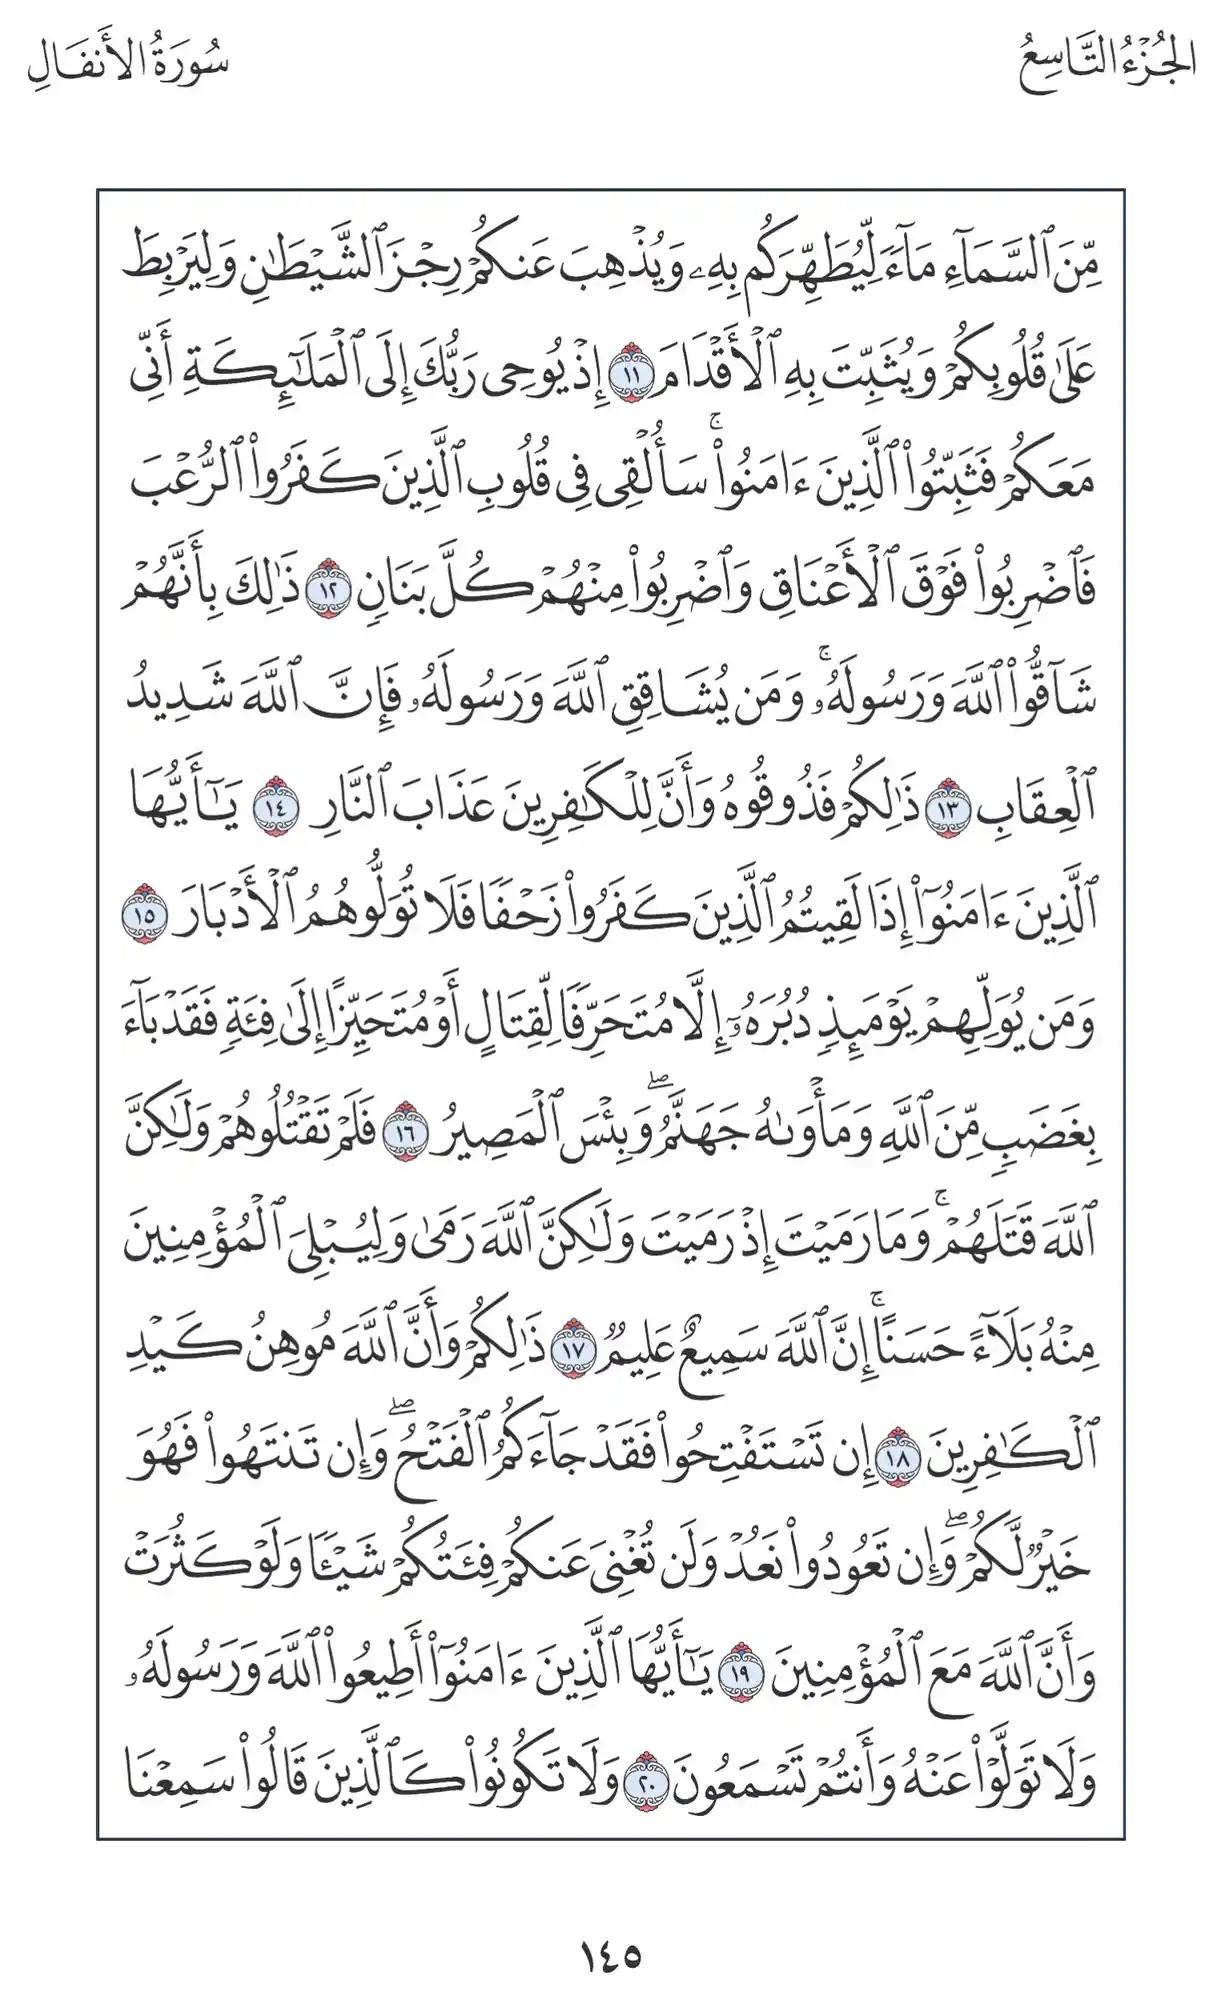 الجُزْءُ التَّاسِعُ
سُورَةُ الأَنفَالِ
مِّنَ ٱلسَّمَآءِ مَآءً لِّيُطَهِّرَكُم بِهِۦ وَيُذْهِبَ عَنكُمْ رِجْزَ ٱلشَّيْطَٰنِ وَلِيَرْبِطَ
عَلَىٰ قُلُوبِكُمْ وَيُثَبِّتَ بِهِ ٱلْأَقْدَامَ ١١ إِذْ يُوحِى رَبُّكَ إِلَى ٱلْمَلَٰٓئِكَةِ أَنِّى
مَعَكُمْ فَثَبِّتُوا۟ ٱلَّذِينَ ءَامَنُوا۟ ۚ سَأُلْقِى فِى قُلُوبِ ٱلَّذِينَ كَفَرُوا۟ ٱلرُّعْبَ
فَٱضْرِبُوا۟ فَوْقَ ٱلْأَعْنَاقِ وَٱضْرِبُوا۟ مِنْهُمْ كُلَّ بَنَانٍ ١٢ ذَٰلِكَ بِأَنَّهُمْ
شَآقُّوا۟ ٱللَّهَ وَرَسُولَهُۥ ۚ وَمَن يُشَاقِقِ ٱللَّهَ وَرَسُولَهُۥ فَإِنَّ ٱللَّهَ شَدِيدُ
ٱلْعِقَابِ ١٣ ذَٰلِكُمْ فَذُوقُوهُ وَأَنَّ لِلْكَٰفِرِينَ عَذَابَ ٱلنَّارِ ١٤ يَٰٓأَيُّهَا
ٱلَّذِينَ ءَامَنُوٓا۟ إِذَا لَقِيتُمُ ٱلَّذِينَ كَفَرُوا۟ زَحْفًا فَلَا تُوَلُّوهُمُ ٱلْأَدْبَارَ ١٥
وَمَن يُوَلِّهِمْ يَوْمَئِذٍ دُبُرَهُۥٓ إِلَّا مُتَحَرِّفًا لِّقِتَالٍ أَوْ مُتَحَيِّزًا إِلَىٰ فِئَةٍ فَقَدْ بَآءَ
بِغَضَبٍ مِّنَ ٱللَّهِ وَمَأْوَىٰهُ جَهَنَّمُ ۖ وَبِئْسَ ٱلْمَصِيرُ ١٦ فَلَمْ تَقْتُلُوهُمْ وَلَٰكِنَّ
ٱللَّهَ قَتَلَهُمْ ۚ وَمَا رَمَيْتَ إِذْ رَمَيْتَ وَلَٰكِنَّ ٱللَّهَ رَمَىٰ وَلِيُبْلِىَ ٱلْمُؤْمِنِينَ
مِنْهُ بَلَآءً حَسَنًا ۚ إِنَّ ٱللَّهَ سَمِيعٌ عَلِيمٌ ١٧ ذَٰلِكُمْ وَأَنَّ ٱللَّهَ مُوهِنُ كَيْدِ
ٱلْكَٰفِرِينَ ١٨ إِن تَسْتَفْتِحُوا۟ فَقَدْ جَآءَكُمُ ٱلْفَتْحُ ۖ وَإِن تَنتَهُوا۟ فَهُوَ
خَيْرٌ لَّكُمْ ۖ وَإِن تَعُودُوا۟ نَعُدْ وَلَن تُغْنِىَ عَنكُمْ فِئَتُكُمْ شَيْـًٔا وَلَوْ كَثُرَتْ
وَأَنَّ ٱللَّهَ مَعَ ٱلْمُؤْمِنِينَ ١٩ يَٰٓأَيُّهَا ٱلَّذِينَ ءَامَنُوٓا۟ أَطِيعُوا۟ ٱللَّهَ وَرَسُولَهُۥ
وَلَا تَوَلَّوْا۟ عَنْهُ وَأَنتُمْ تَسْمَعُونَ ٢٠ وَلَا تَكُونُوا۟ كَٱلَّذِينَ قَالُوا۟ سَمِعْنَا
١٤٥